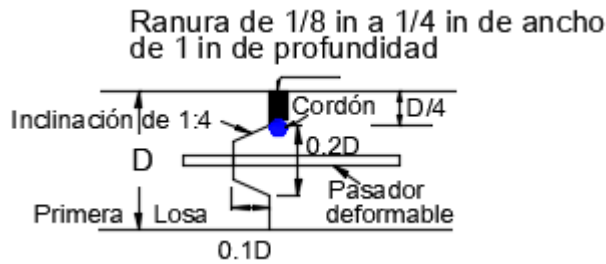 Ranura de 1/8 in a 1/4 in de ancho
de 1 in de profundidad
Cordón
D/4
Inclinación de 1:4
D
0.2D
Pasador
deformable
Primera Losa
0.1D